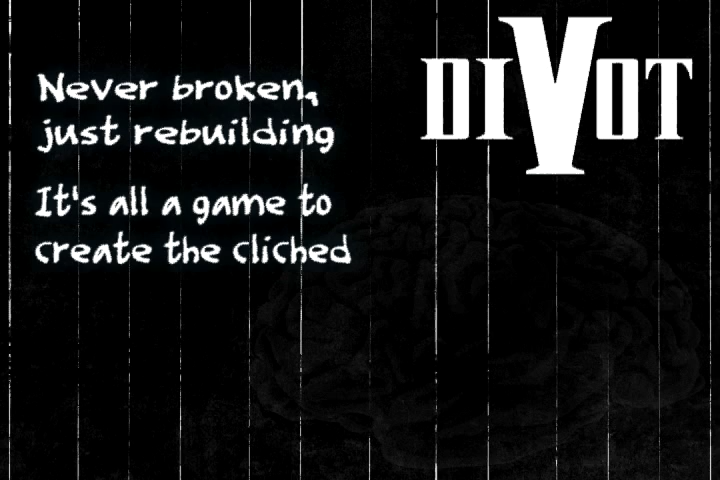 DIVOT
Never broken,
just rebuilding
It's all a game to
create the cliched